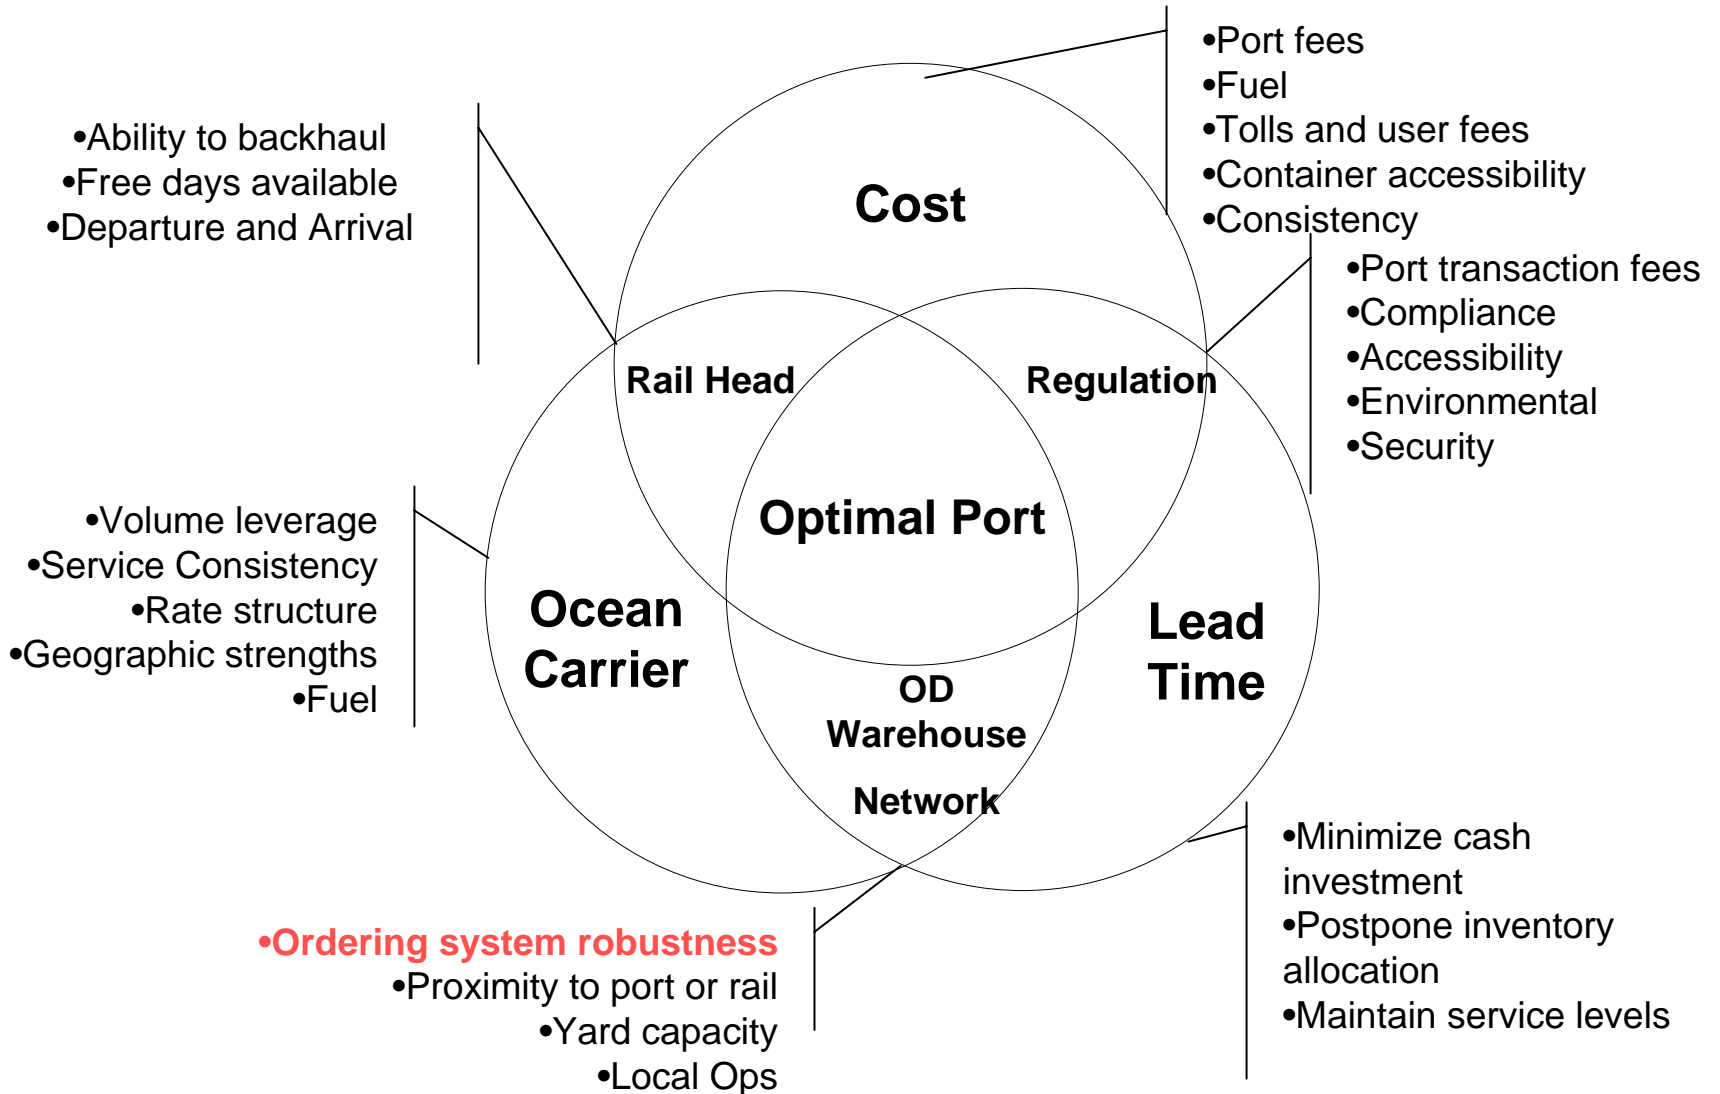 •Port fees
•Fuel
•Tolls and user fees
•Container accessibility
•Consistency
•Ability to backhaul
•Free days available
•Departure and Arrival
Cost
•Port transaction fees
•Compliance
•Accessibility
•Environmental
•Security
Rail Head
Regulation
Optimal Port
•Volume leverage
•Service Consistency
•Rate structure
•Geographic strengths
•Fuel
Ocean
Carrier
Lead
Time
OD
Warehouse
Network
•Ordering system robustness
•Proximity to port or rail
•Yard capacity
•Local Ops
•Minimize cash
investment
•Postpone inventory
allocation
•Maintain service levels